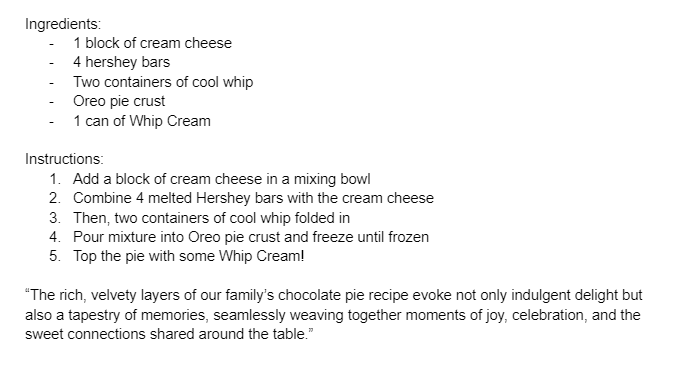 Ingredients:
- 1 block of cream cheese
- 4 hershey bars
- Two containers of cool whip
- Oreo pie crust
- 1 can of Whip Cream
Instructions:
1. Add a block of cream cheese in a mixing bowl
2. Combine 4 melted Hershey bars with the cream cheese
3. Then, two containers of cool whip folded in
4. Pour mixture into Oreo pie crust and freeze until frozen
5. Top the pie with some Whip Cream!
“The rich, velvety layers of our family’s chocolate pie recipe evoke not only indulgent delight but
also a tapestry of memories, seamlessly weaving together moments of joy, celebration, and the
sweet connections shared around the table.”